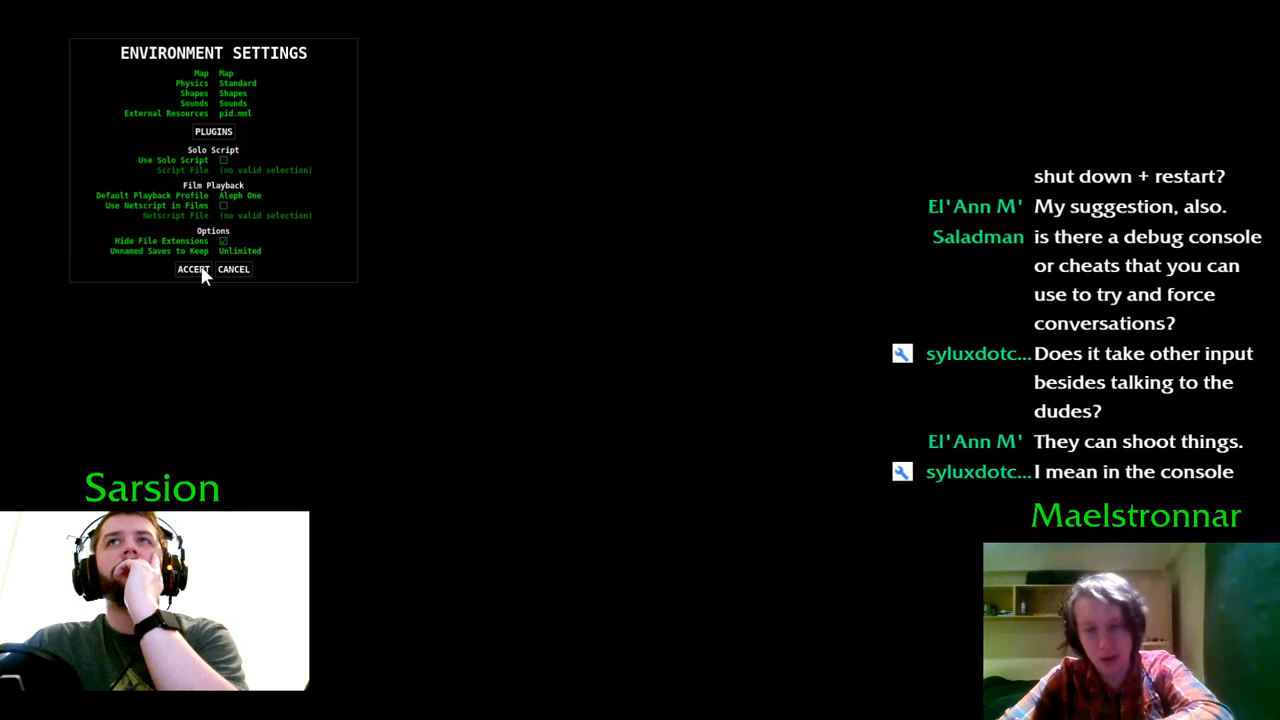 ENVIRONMENT SETTINGS
Map Map
Physics Standard
Shapes Shapes
Sounds Sounds
External Resources pid.mml
PLUGINS
Solo Script
Use Solo Script
Script File (no valid selection)
Film Playback
Default Playback Profile Aleph One
Use Netscript in Films
Netscript File (no valid selection)
Options
Hide File Extensions
Unnamed Saves to Keep Unlimited
ACCEPT CANCEL
shut down + restart?
El'Ann M' My suggestion, also.
Saladman is there a debug console
or cheats that you can
use to try and force
conversations?
syluxdotc... Does it take other input
besides talking to the
dudes?
El'Ann M' They can shoot things.
syluxdotc... I mean in the console
Sarsion
Maelstronnar